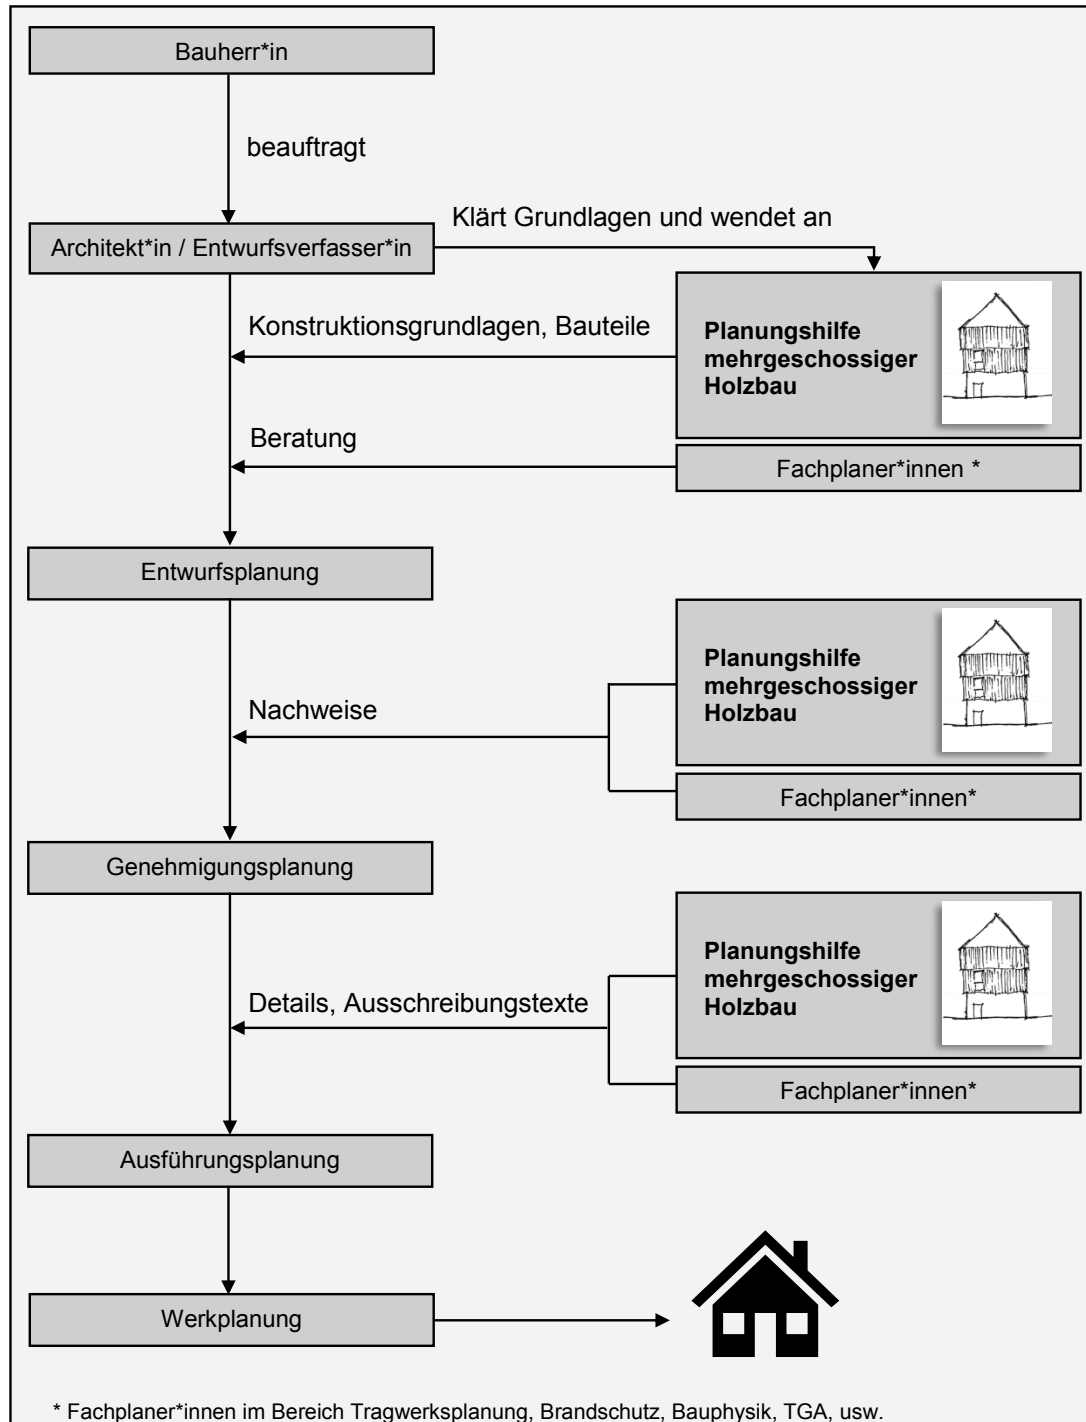 Bauherr*in
beauftragt
Klärt Grundlagen und wendet an
Architekt*in / Entwurfsverfasser*in
Konstruktionsgrundlagen, Bauteile
Planungshilfe
mehrgeschossiger
Holzbau
Beratung
Fachplaner*innen *
Entwurfsplanung
Planungshilfe
mehrgeschossiger
Holzbau
Nachweise
Fachplaner*innen*
Genehmigungsplanung
Planungshilfe
mehrgeschossiger
Holzbau
Details, Ausschreibungstexte
Fachplaner*innen*
Ausführungsplanung
Werkplanung
* Fachplaner*innen im Bereich Tragwerksplanung, Brandschutz, Bauphysik, TGA, usw.